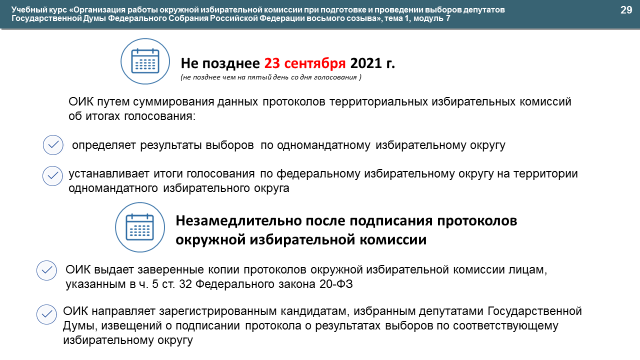 Учебный курс «Организация работы окружной избирательной комиссии при подготовке и проведении выборов депутатов
Государственной Думы Федерального Собрания Российской Федерации восьмого созыва», тема 1, модуль 7
29
Не позднее 23 сентября 2021 г.
(не позднее чем на пятый день со дня голосования )
ОИК путем суммирования данных протоколов территориальных избирательных комиссий
об итогах голосования:
определяет результаты выборов по одномандатному избирательному округу
устанавливает итоги голосования по федеральному избирательному округу на территории
одномандатного избирательного округа
Незамедлительно после подписания протоколов
окружной избирательной комиссии
ОИК выдает заверенные копии протоколов окружной избирательной комиссии лицам,
указанным в ч. 5 ст. 32 Федерального закона 20-ФЗ
ОИК направляет зарегистрированным кандидатам, избранным депутатами Государственной
Думы, извещений о подписании протокола о результатах выборов по соответствующему
избирательному округу